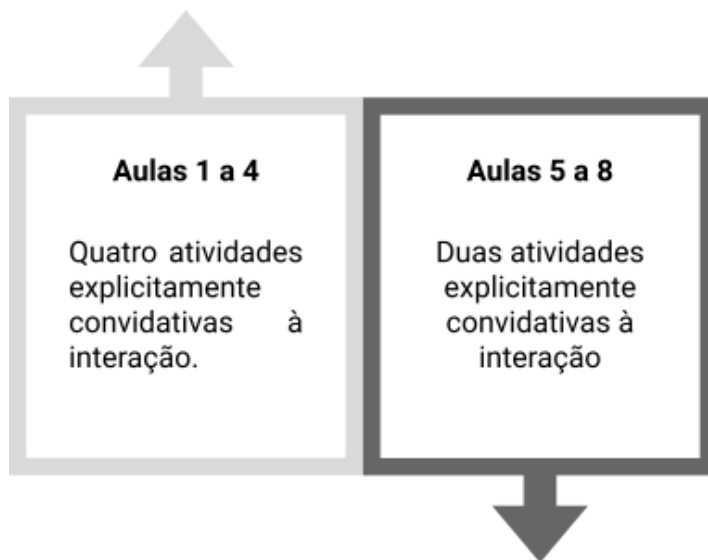 Aulas 1 a 4
Quatro atividades
explicitamente
convidativas à
interação.
Aulas 5 a 8
Duas atividades
explicitamente
convidativas à
interação